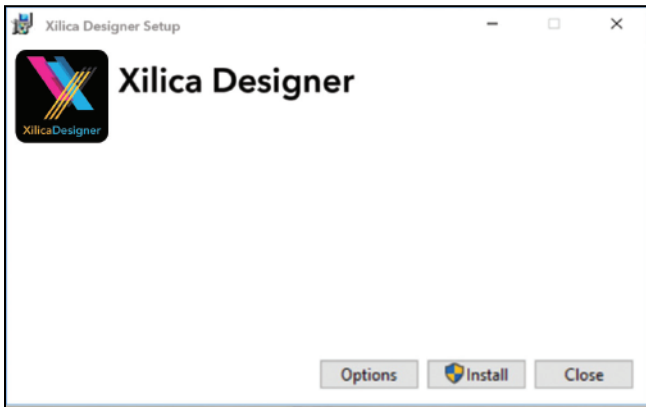 Xilica Designer Setup
Xilica Designer
XilicaDesigner
Options Install Close